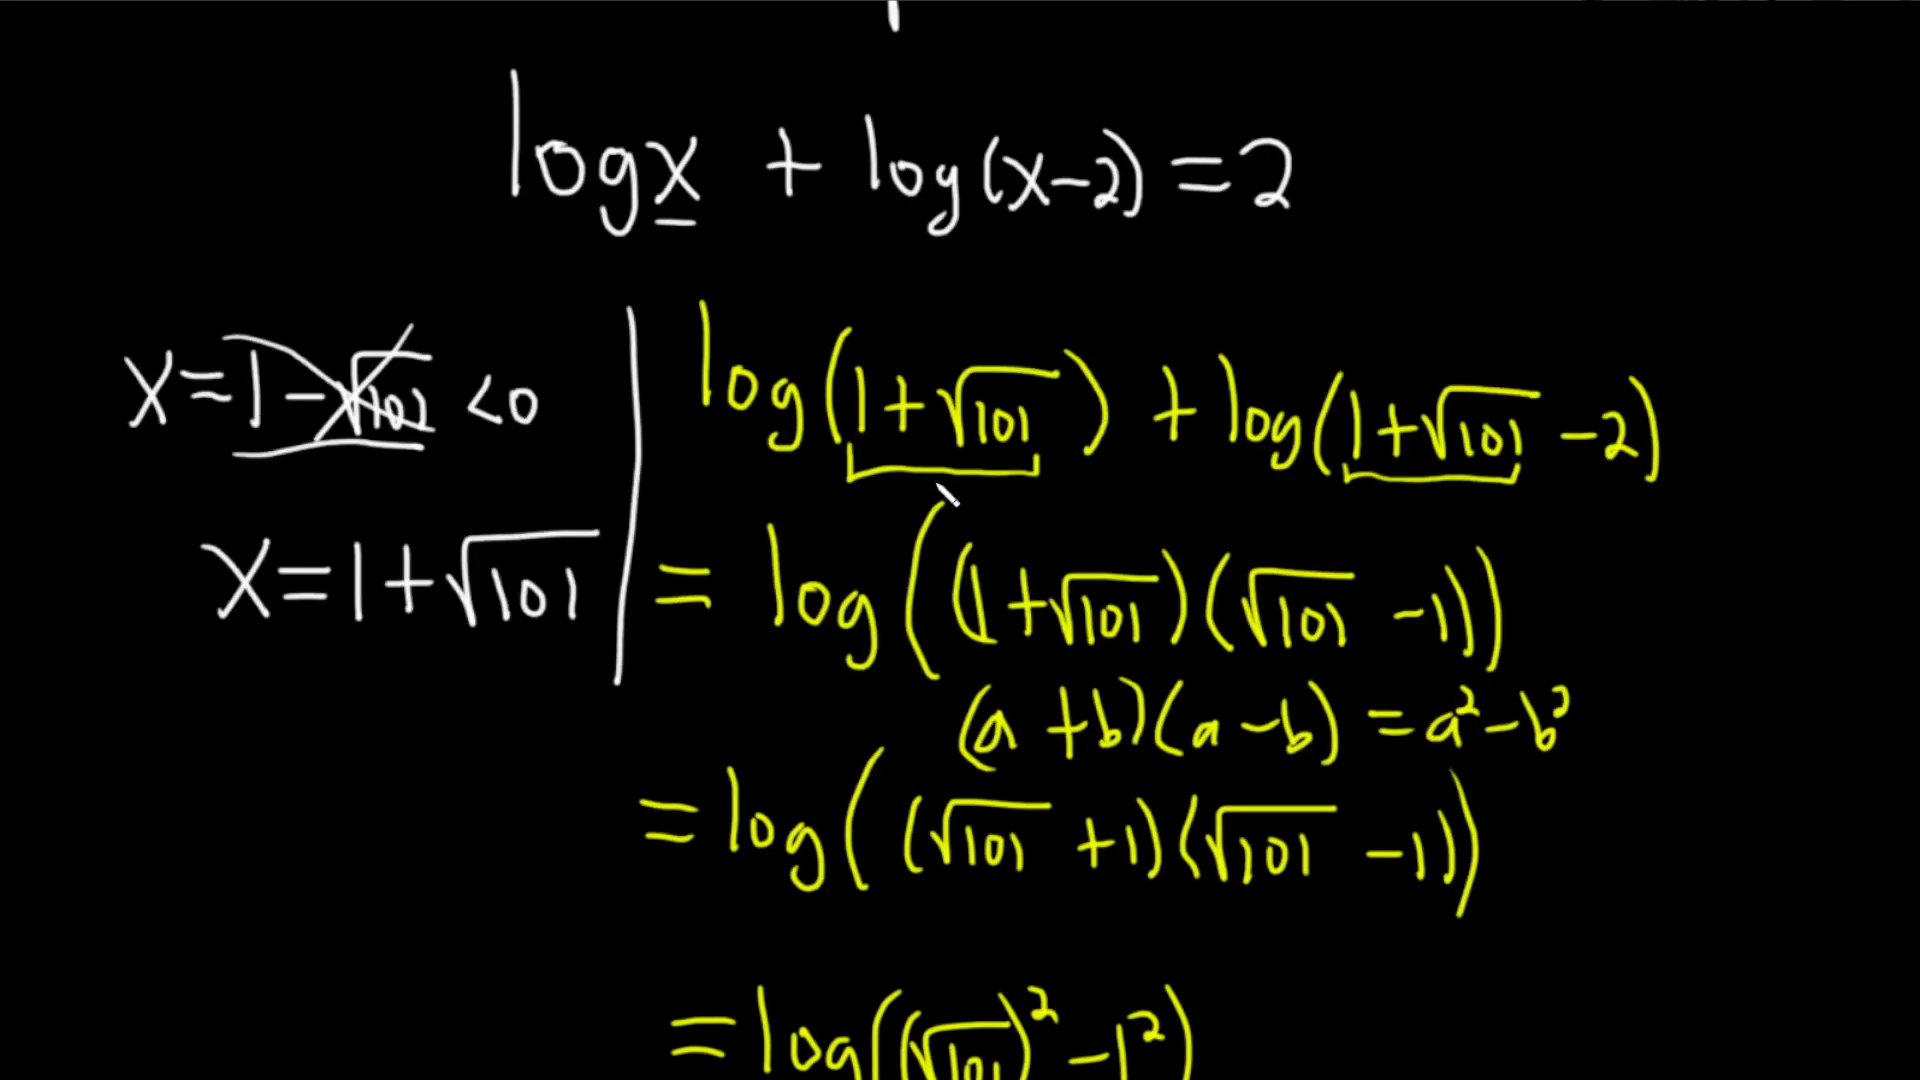 log x + log(x-2) = 2
x = 1 - √101 < 0
x = 1 + √101
log(1+√101) + log(1+√101 -2)
= log((1+√101)(√101 -1))
(a+b)(a-b) = a²-b²
= log((√101 +1)(√101 -1))
= log((√101)² - 1²)